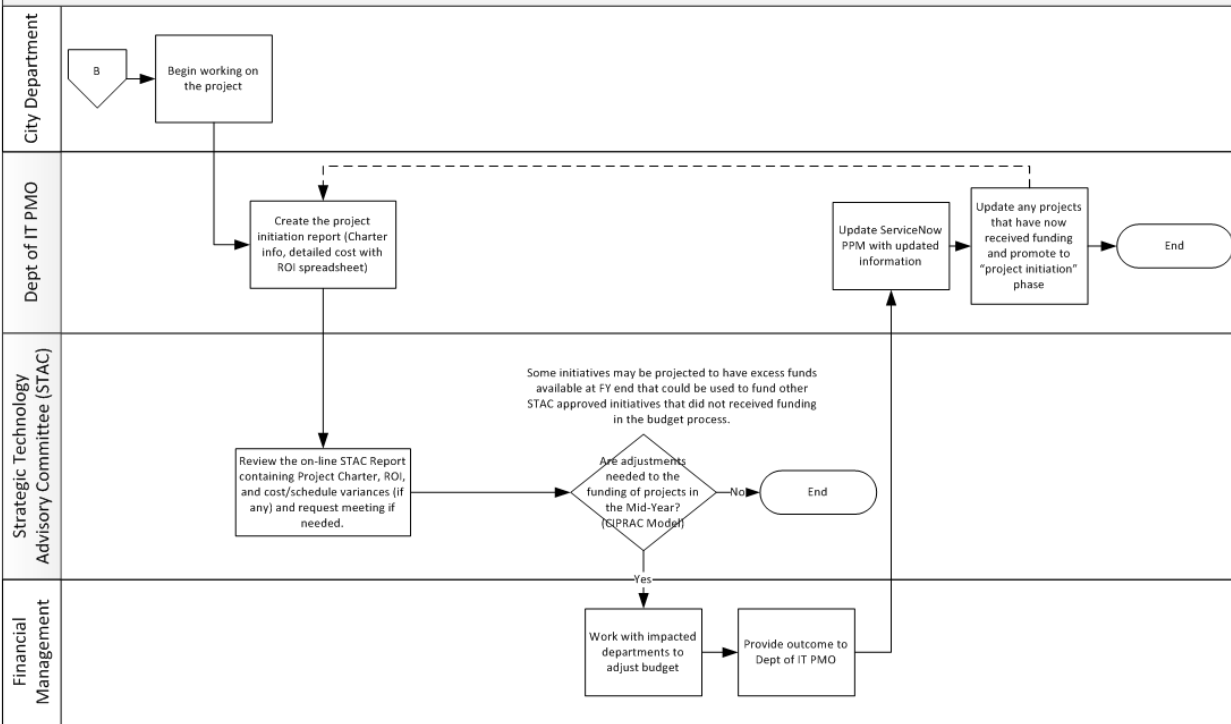 City Department
B
Begin working on
the project
Dept of IT PMO
Create the project
initiation report (Charter
info, detailed cost with
ROI spreadsheet)
Update ServiceNow
PPM with updated
information
Update any projects
that have now
received funding
and promote to
“project initiation”
phase
End
Strategic Technology
Advisory Committee (STAC)
Some initiatives may be projected to have excess funds
available at FY end that could be used to fund other
STAC approved initiatives that did not received funding
in the budget process.
Review the on-line STAC Report
containing Project Charter, ROI,
and cost/schedule variances (if
any) and request meeting if
needed.
Are adjustments
needed to the
funding of projects in
the Mid-Year?
(CIPRAC Model)
No
End
Yes
Financial
Management
Work with impacted
departments to
adjust budget
Provide outcome to
Dept of IT PMO